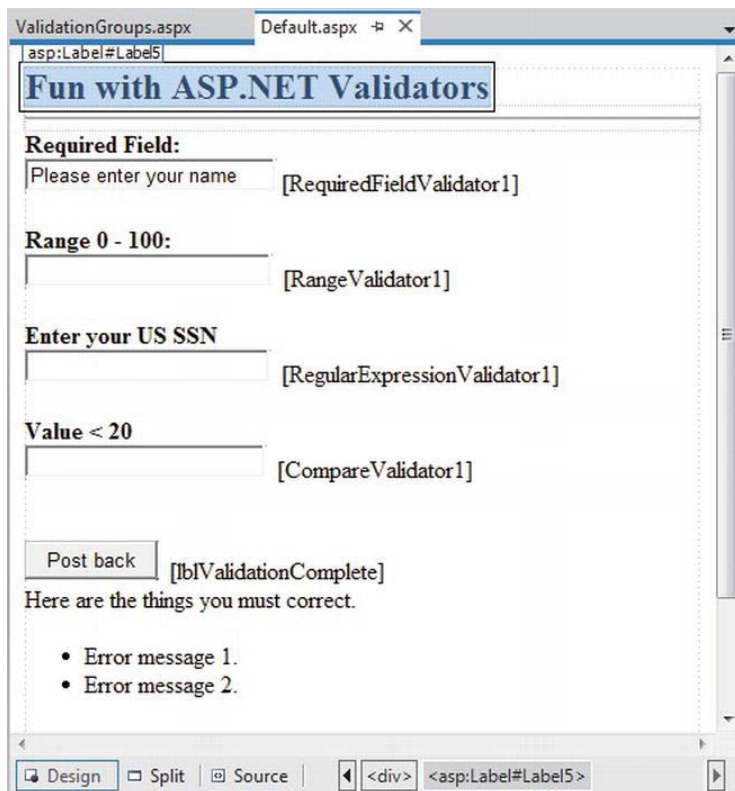 ValidationGroups.aspx Default.aspx
asp:Label#Label5
Fun with ASP.NET Validators
Required Field:
Please enter your name [RequiredFieldValidator1]
Range 0 - 100:
[RangeValidator1]
Enter your US SSN
[RegularExpressionValidator1]
Value < 20
[CompareValidator1]
Post back [lblValidationComplete]
Here are the things you must correct.
• Error message 1.
• Error message 2.
Design Split Source <div> <asp:Label#Label5>